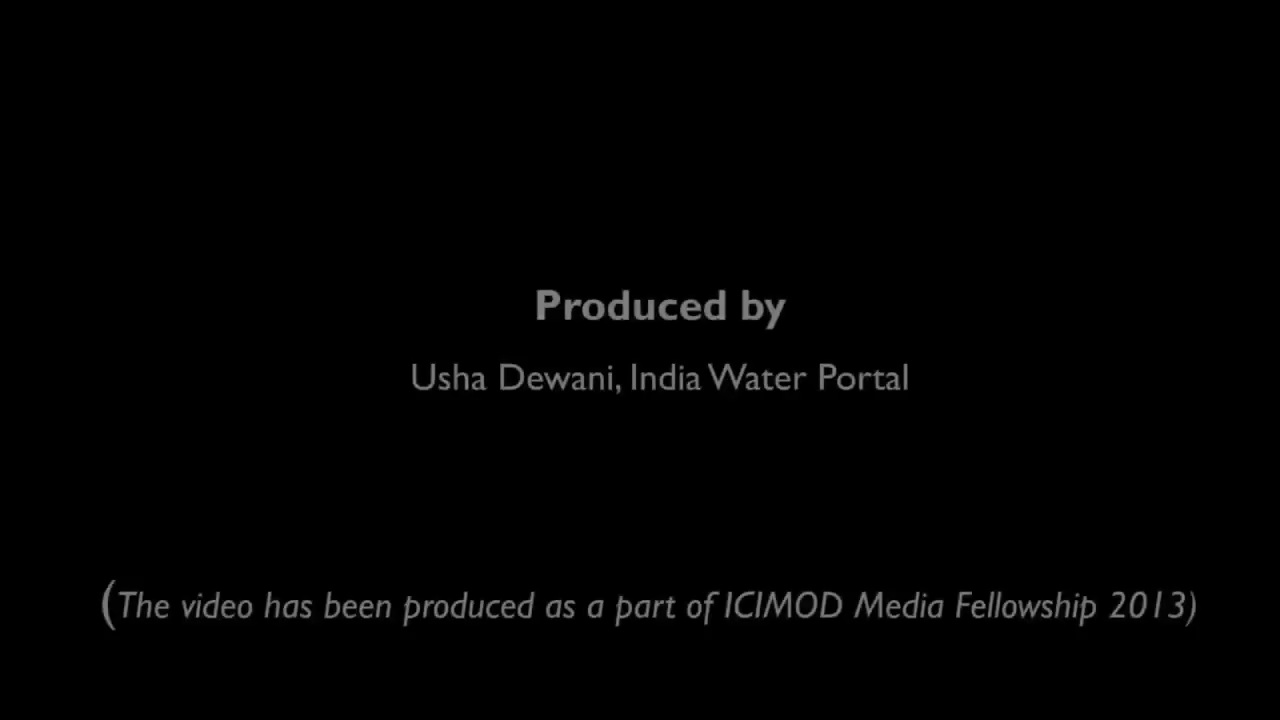 Produced by
Usha Dewani, India Water Portal
(The video has been produced as a part of ICIMOD Media Fellowship 2013)